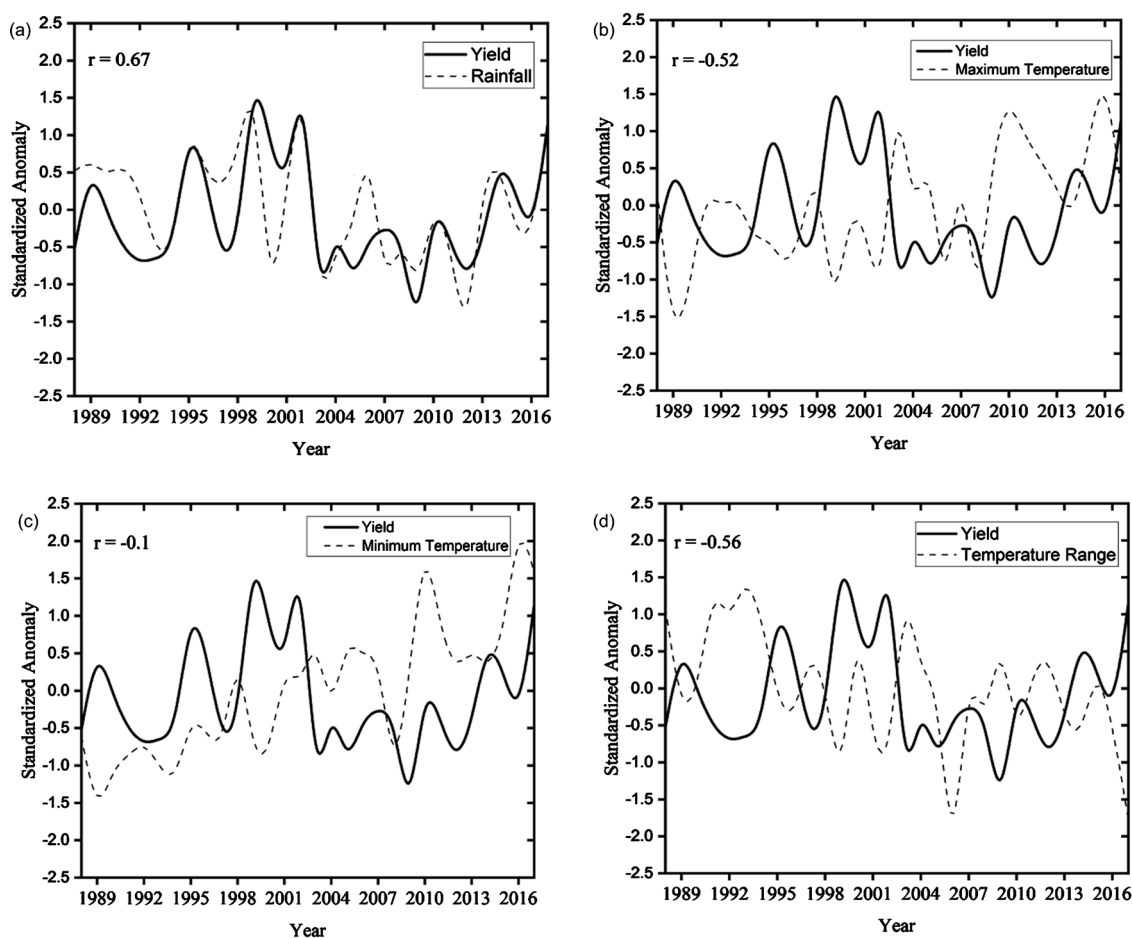 (a)
r = 0.67
Yield
Rainfall
2.5
2.0
1.5
1.0
0.5
0.0
-0.5
-1.0
-1.5
-2.0
-2.5
Standardized Anomaly
1989 1992 1995 1998 2001 2004 2007 2010 2013 2016
Year
(b)
r = -0.52
Yield
Maximum Temperature
2.5
2.0
1.5
1.0
0.5
0.0
-0.5
-1.0
-1.5
-2.0
-2.5
Standardized Anomaly
1989 1992 1995 1998 2001 2004 2007 2010 2013 2016
Year
(c)
r = -0.1
Yield
Minimum Temperature
2.5
2.0
1.5
1.0
0.5
0.0
-0.5
-1.0
-1.5
-2.0
-2.5
Standardized Anomaly
1989 1992 1995 1998 2001 2004 2007 2010 2013 2016
Year
(d)
r = -0.56
Yield
Temperature Range
2.5
2.0
1.5
1.0
0.5
0.0
-0.5
-1.0
-1.5
-2.0
-2.5
Standardized Anomaly
1989 1992 1995 1998 2001 2004 2007 2010 2013 2016
Year